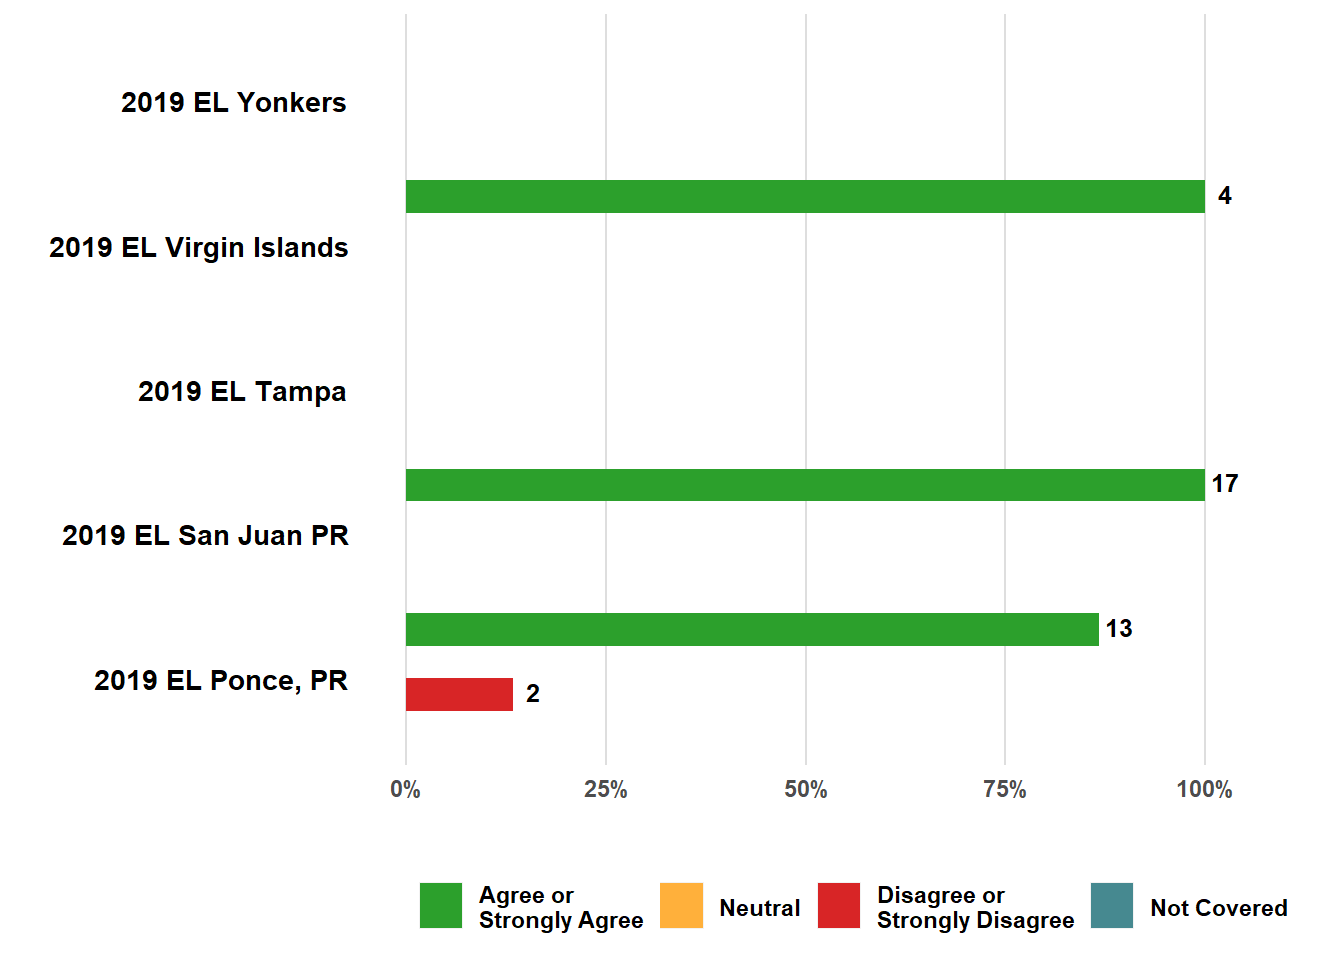 2019 EL Yonkers
4
2019 EL Virgin Islands
2019 EL Tampa
17
2019 EL San Juan PR
13
2019 EL Ponce, PR
2
0% 25% 50% 75% 100%
Agree or
Strongly Agree
Neutral
Disagree or
Strongly Disagree
Not Covered